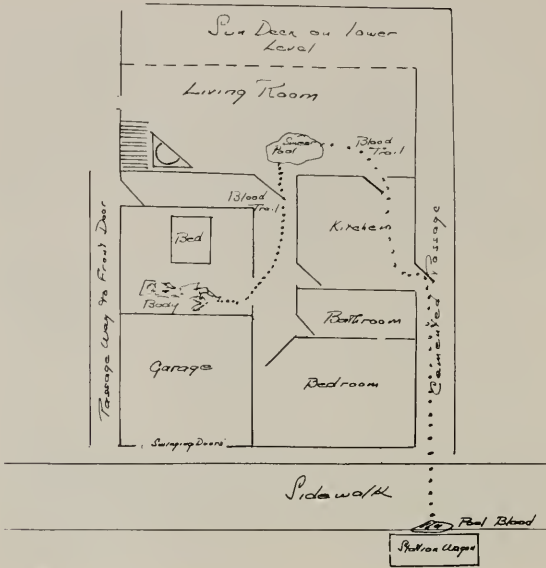 Sun Deck on lower
Level
Living Room
Smear
Pool
Blood
Trail
Blood
Trail
Kitchen
Bed
Body
Bathroom
Garage
Bedroom
Swinging Doors
Passage Way to Front Door
Cemented Passage
Sidewalk
Pool Blood
Station Wagon